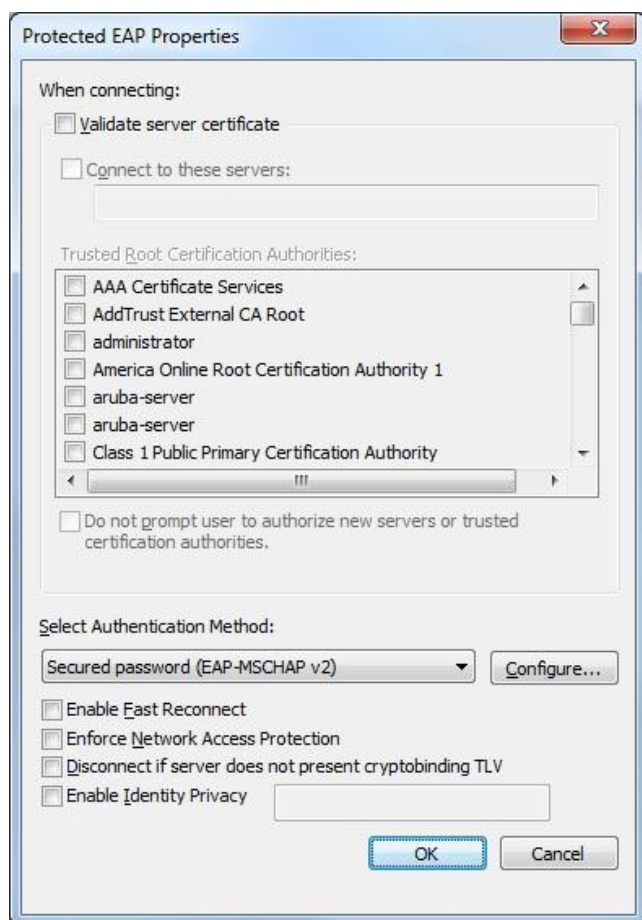 Protected EAP Properties
When connecting:
Validate server certificate
Connect to these servers:
Trusted Root Certification Authorities:
AAA Certificate Services
AddTrust External CA Root
administrator
America Online Root Certification Authority 1
aruba-server
aruba-server
Class 1 Public Primary Certification Authority
Do not prompt user to authorize new servers or trusted
certification authorities.
Select Authentication Method:
Secured password (EAP-MSCHAP v2)
Configure...
Enable Fast Reconnect
Enforce Network Access Protection
Disconnect if server does not present cryptobinding TLV
Enable Identity Privacy
OK
Cancel